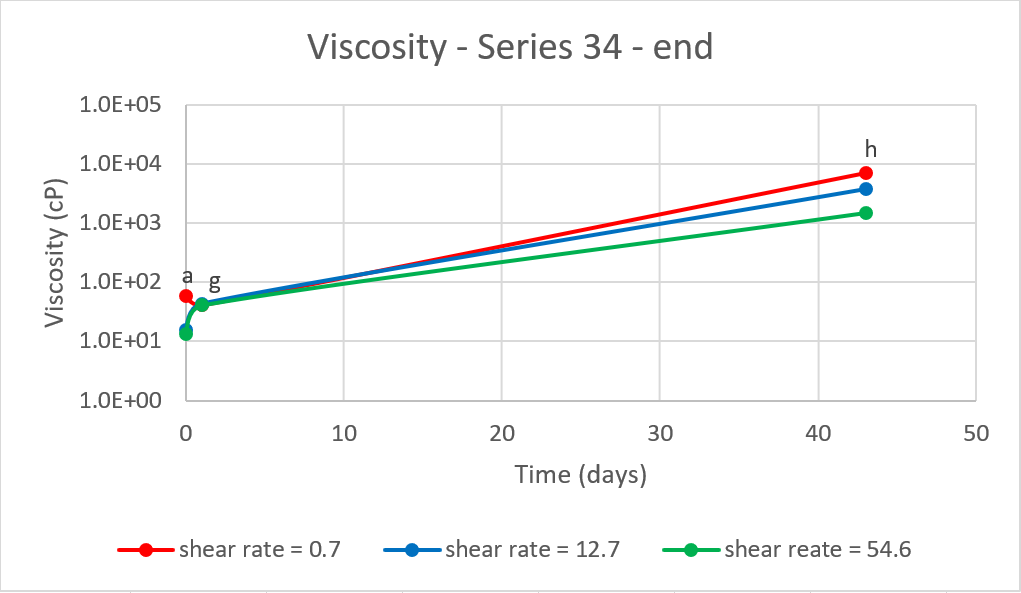 Viscosity - Series 34 - end
1.0E+05
1.0E+04
1.0E+03
1.0E+02
1.0E+01
1.0E+00
Viscosity (cP)
a
g
h
0 10 20 30 40 50
Time (days)
shear rate = 0.7 shear rate = 12.7 shear reate = 54.6